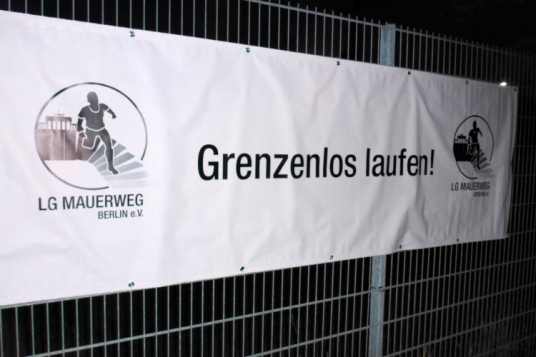 LG MAUERWEG
BERLIN e.V.
Grenzenlos laufen!
LG MAUERWEG
BERLIN e.V.